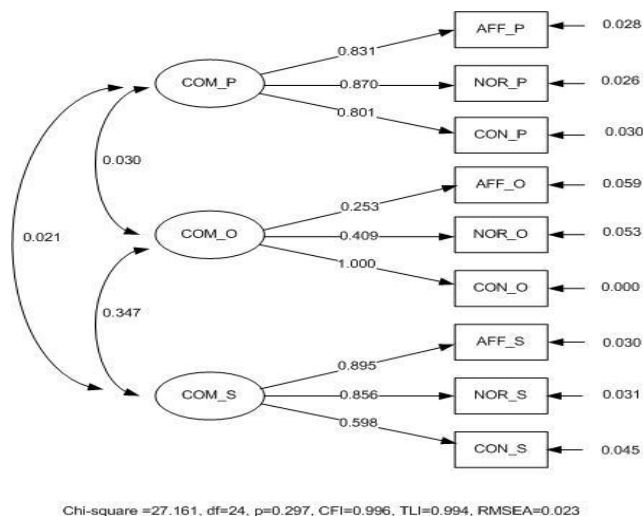 AFF_P
0.028
0.831
COM_P
0.870
NOR_P
0.026
0.801
CON_P
0.030
0.030
AFF_O
0.059
0.253
0.021
COM_O
0.409
NOR_O
0.053
1.000
CON_O
0.000
0.347
AFF_S
0.030
0.895
COM_S
0.856
NOR_S
0.031
0.598
CON_S
0.045
Chi-square =27.161, df=24, p=0.297, CFI=0.996, TLI=0.994, RMSEA=0.023